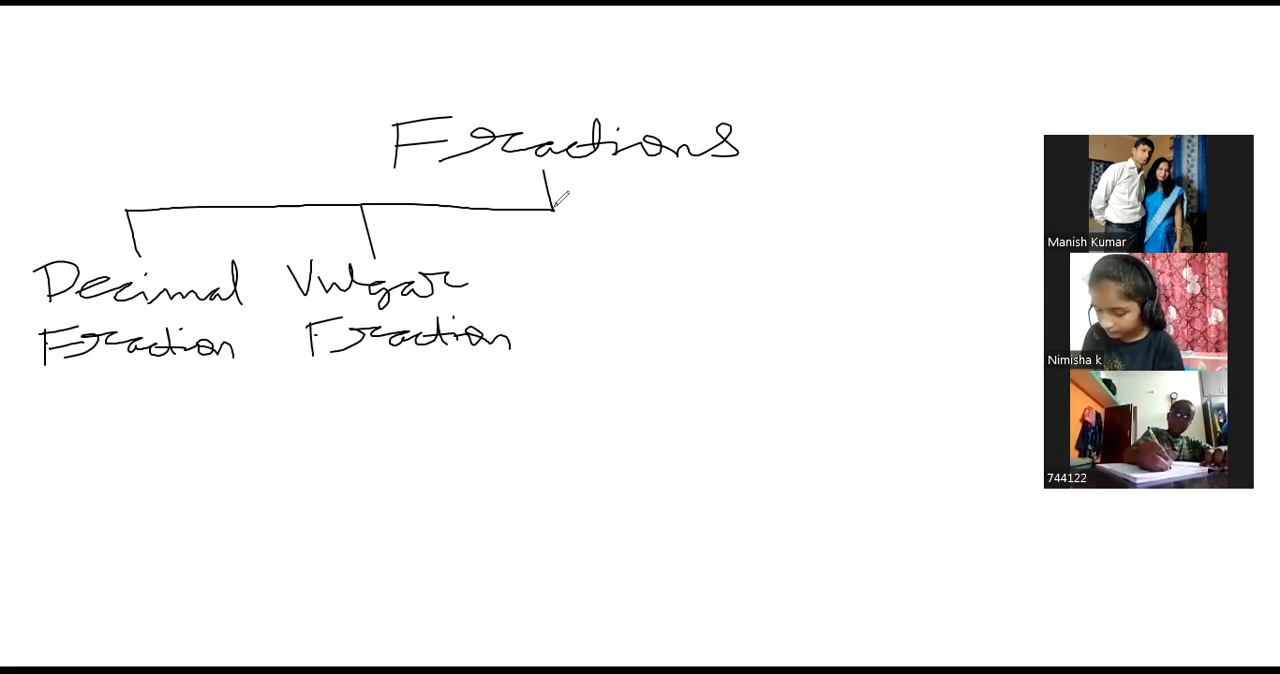 Fractions
Decimal Vulgar
Fraction Fraction
Manish Kumar
Nimisha k
744122